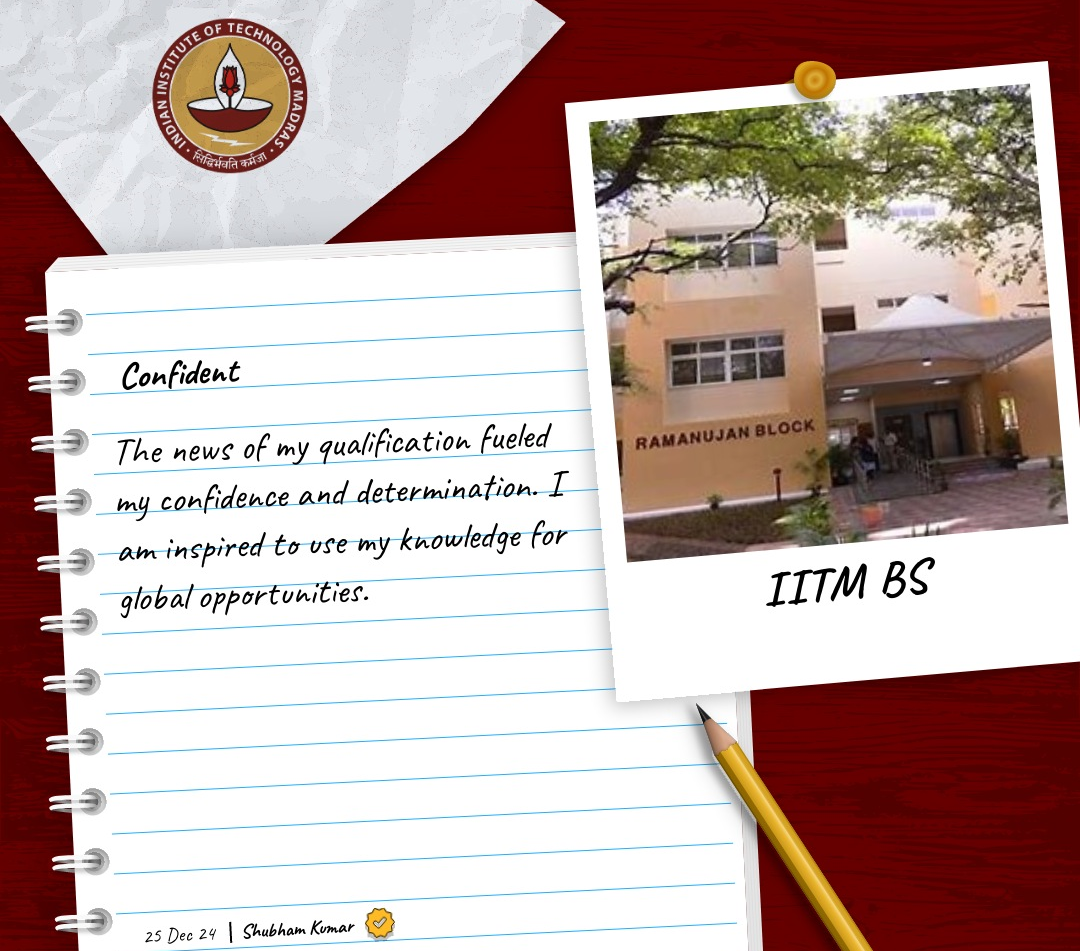 INDIAN INSTITUTE OF TECHNOLOGY MADRAS
सिद्धिर्भवति कर्मजा
RAMANUJAN BLOCK
IITM BS
Confident
The news of my qualification fueled
my confidence and determination. I
am inspired to use my knowledge for
global opportunities.
25 Dec 24 | Shubham Kumar